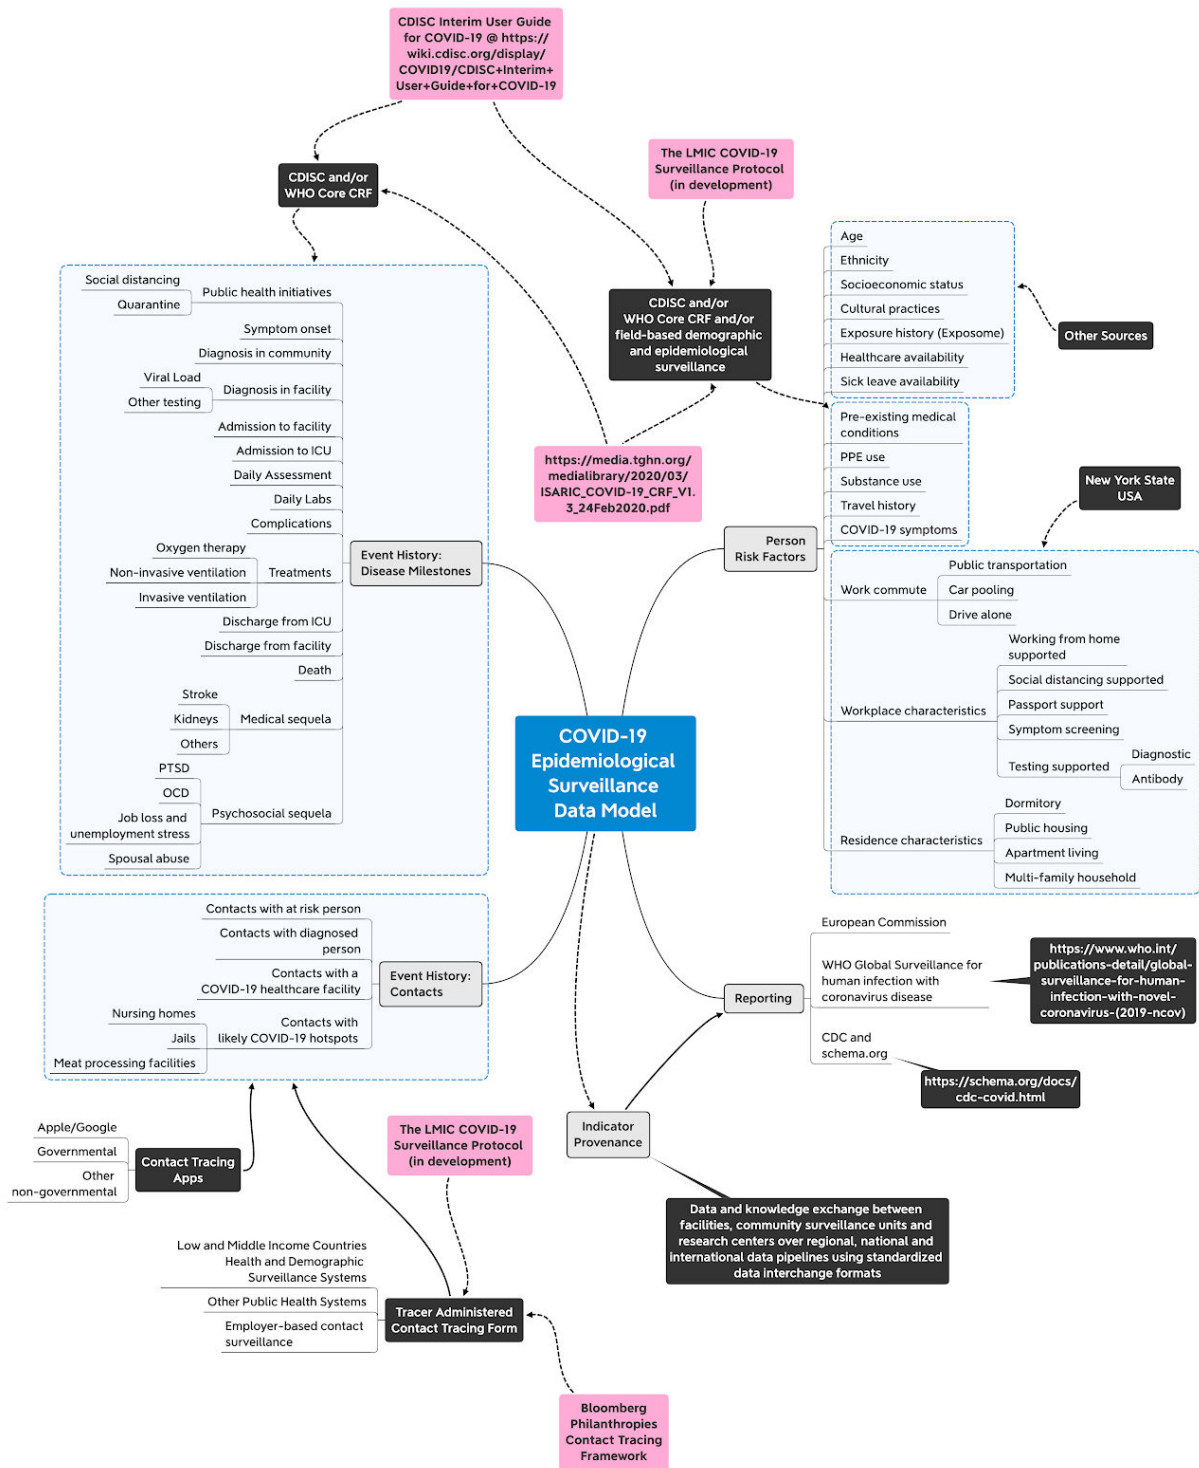 CDISC Interim User Guide
for COVID-19 @ https://
wiki.cdisc.org/display/
COVID19/CDISC+Interim+
User+Guide+for+COVID-19
The LMIC COVID-19
Surveillance Protocol
(in development)
CDISC and/or
WHO Core CRF
CDISC and/or
WHO Core CRF and/or
field-based demographic
and epidemiological
surveillance
Age
Ethnicity
Socioeconomic status
Cultural practices
Exposure history (Exposome)
Healthcare availability
Sick leave availability
Other Sources
Pre-existing medical
conditions
PPE use
Substance use
Travel history
COVID-19 symptoms
https://media.tghn.org/
medialibrary/2020/03/
ISARIC_COVID-19_CRF_V1.
3_24Feb2020.pdf
New York State
USA
Person
Risk Factors
Work commute
Public transportation
Car pooling
Drive alone
Workplace characteristics
Working from home
supported
Social distancing supported
Passport support
Symptom screening
Testing supported
Diagnostic
Antibody
Residence characteristics
Dormitory
Public housing
Apartment living
Multi-family household
Social distancing
Quarantine
Public health initiatives
Symptom onset
Diagnosis in community
Viral Load
Other testing
Diagnosis in facility
Admission to facility
Admission to ICU
Daily Assessment
Daily Labs
Complications
Oxygen therapy
Non-invasive ventilation
Invasive ventilation
Treatments
Event History:
Disease Milestones
Discharge from ICU
Discharge from facility
Death
Stroke
Kidneys
Others
Medical sequela
PTSD
OCD
Job loss and
unemployment stress
Spousal abuse
Psychosocial sequela
COVID-19
Epidemiological
Surveillance
Data Model
Contacts with at risk person
Contacts with diagnosed
person
Contacts with a
COVID-19 healthcare facility
Contacts with
likely COVID-19 hotspots
Nursing homes
Jails
Meat processing facilities
Event History:
Contacts
Reporting
European Commission
WHO Global Surveillance for
human infection with
coronavirus disease
https://www.who.int/
publications-detail/global-
surveillance-for-human-
infection-with-novel-
coronavirus-(2019-ncov)
CDC and
schema.org
https://schema.org/docs/
cdc-covid.html
Indicator
Provenance
Data and knowledge exchange between
facilities, community surveillance units and
research centers over regional, national and
international data pipelines using standardized
data interchange formats
Apple/Google
Governmental
Other
non-governmental
Contact Tracing
Apps
The LMIC COVID-19
Surveillance Protocol
(in development)
Low and Middle Income Countries
Health and Demographic
Surveillance Systems
Other Public Health Systems
Employer-based contact
surveillance
Tracer Administered
Contact Tracing Form
Bloomberg
Philanthropies
Contact Tracing
Framework